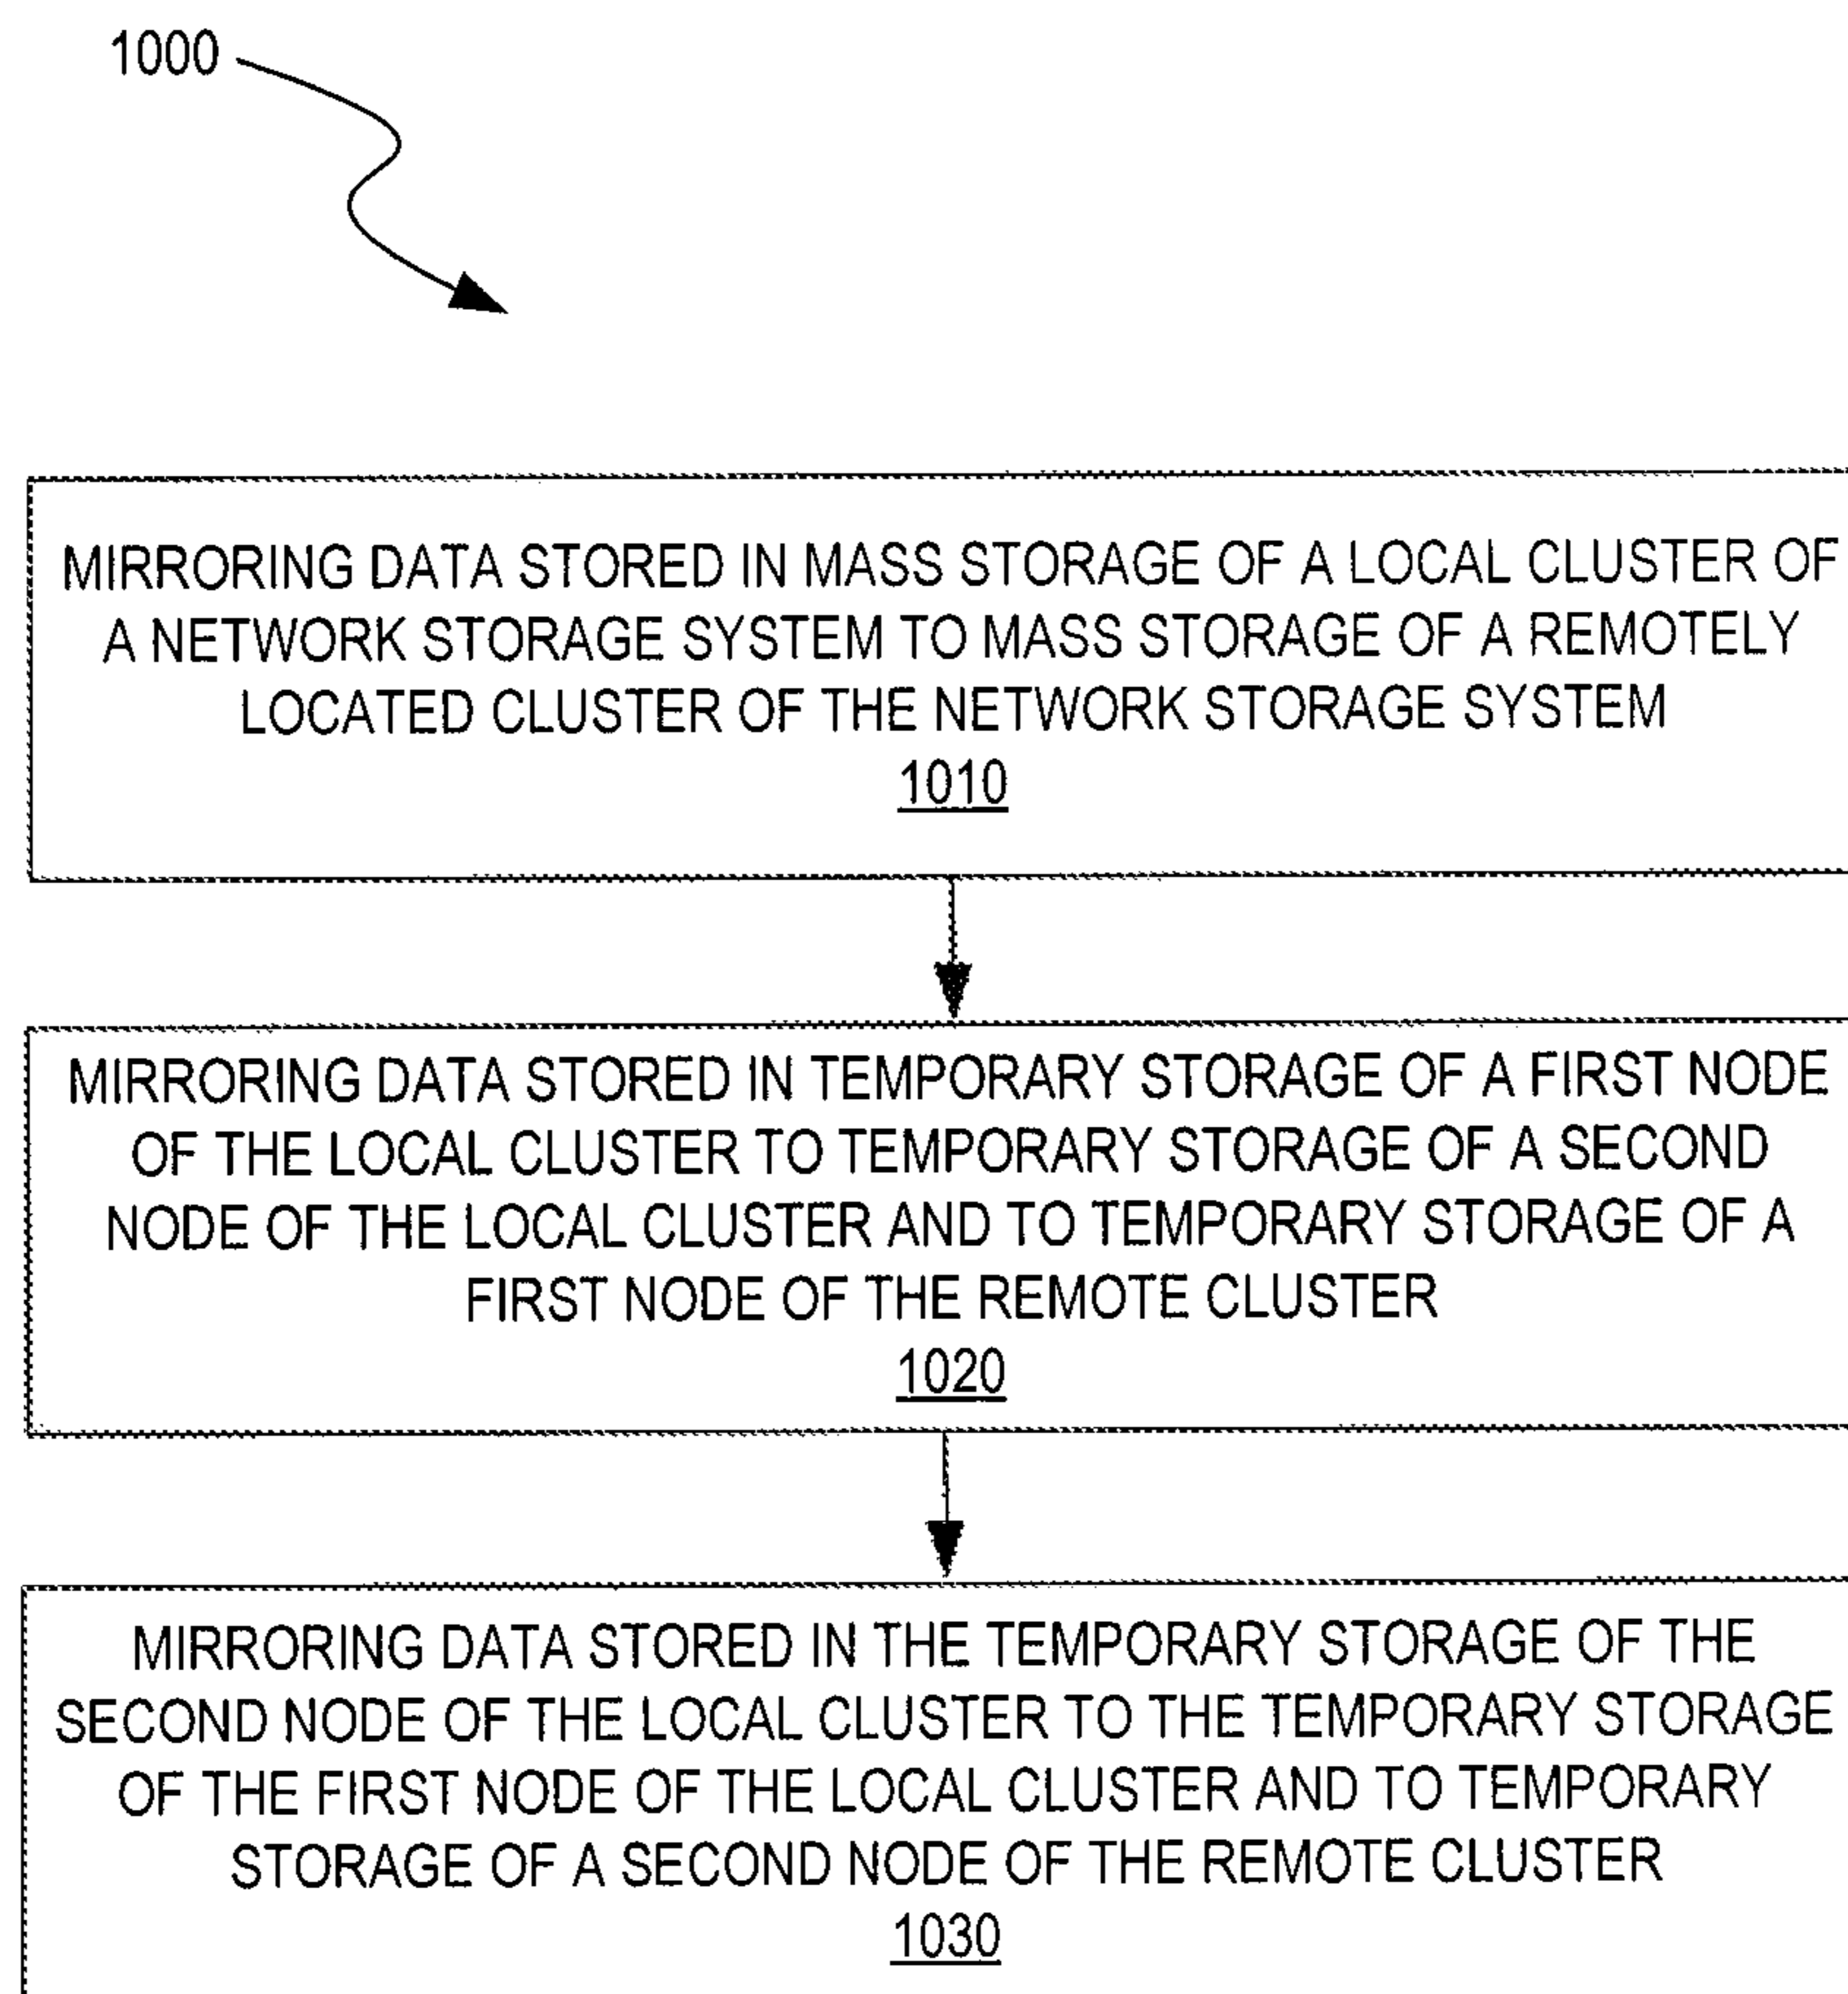 1000
MIRRORING DATA STORED IN MASS STORAGE OF A LOCAL CLUSTER OF
A NETWORK STORAGE SYSTEM TO MASS STORAGE OF A REMOTELY
LOCATED CLUSTER OF THE NETWORK STORAGE SYSTEM
1010
MIRRORING DATA STORED IN TEMPORARY STORAGE OF A FIRST NODE
OF THE LOCAL CLUSTER TO TEMPORARY STORAGE OF A SECOND
NODE OF THE LOCAL CLUSTER AND TO TEMPORARY STORAGE OF A
FIRST NODE OF THE REMOTE CLUSTER
1020
MIRRORING DATA STORED IN THE TEMPORARY STORAGE OF THE
SECOND NODE OF THE LOCAL CLUSTER TO THE TEMPORARY STORAGE
OF THE FIRST NODE OF THE LOCAL CLUSTER AND TO TEMPORARY
STORAGE OF A SECOND NODE OF THE REMOTE CLUSTER
1030